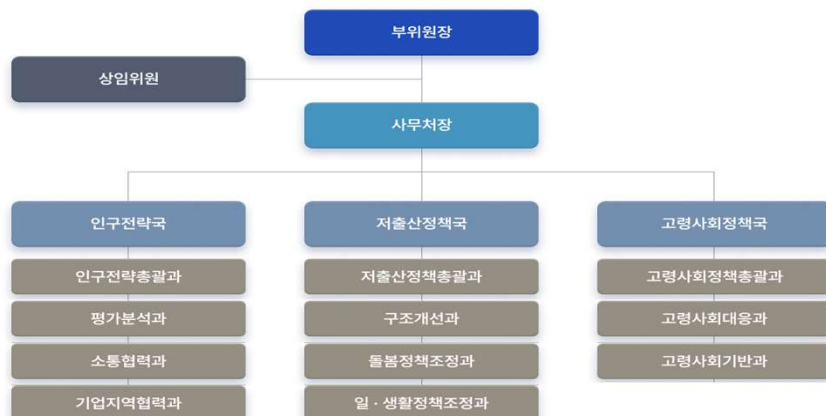 부위원장
상임위원
사무처장
인구전략국
저출산정책국
고령사회정책국
인구전략총괄과
저출산정책총괄과
고령사회정책총괄과
평가분석과
구조개선과
고령사회대응과
소통협력과
돌봄정책조정과
고령사회기반과
기업지역협력과
일 · 생활정책조정과